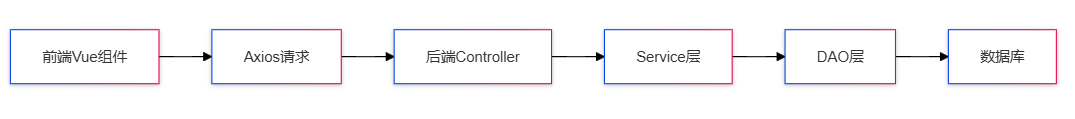 前端Vue组件 Axios请求 后端Controller Service层 DAO层 数据库